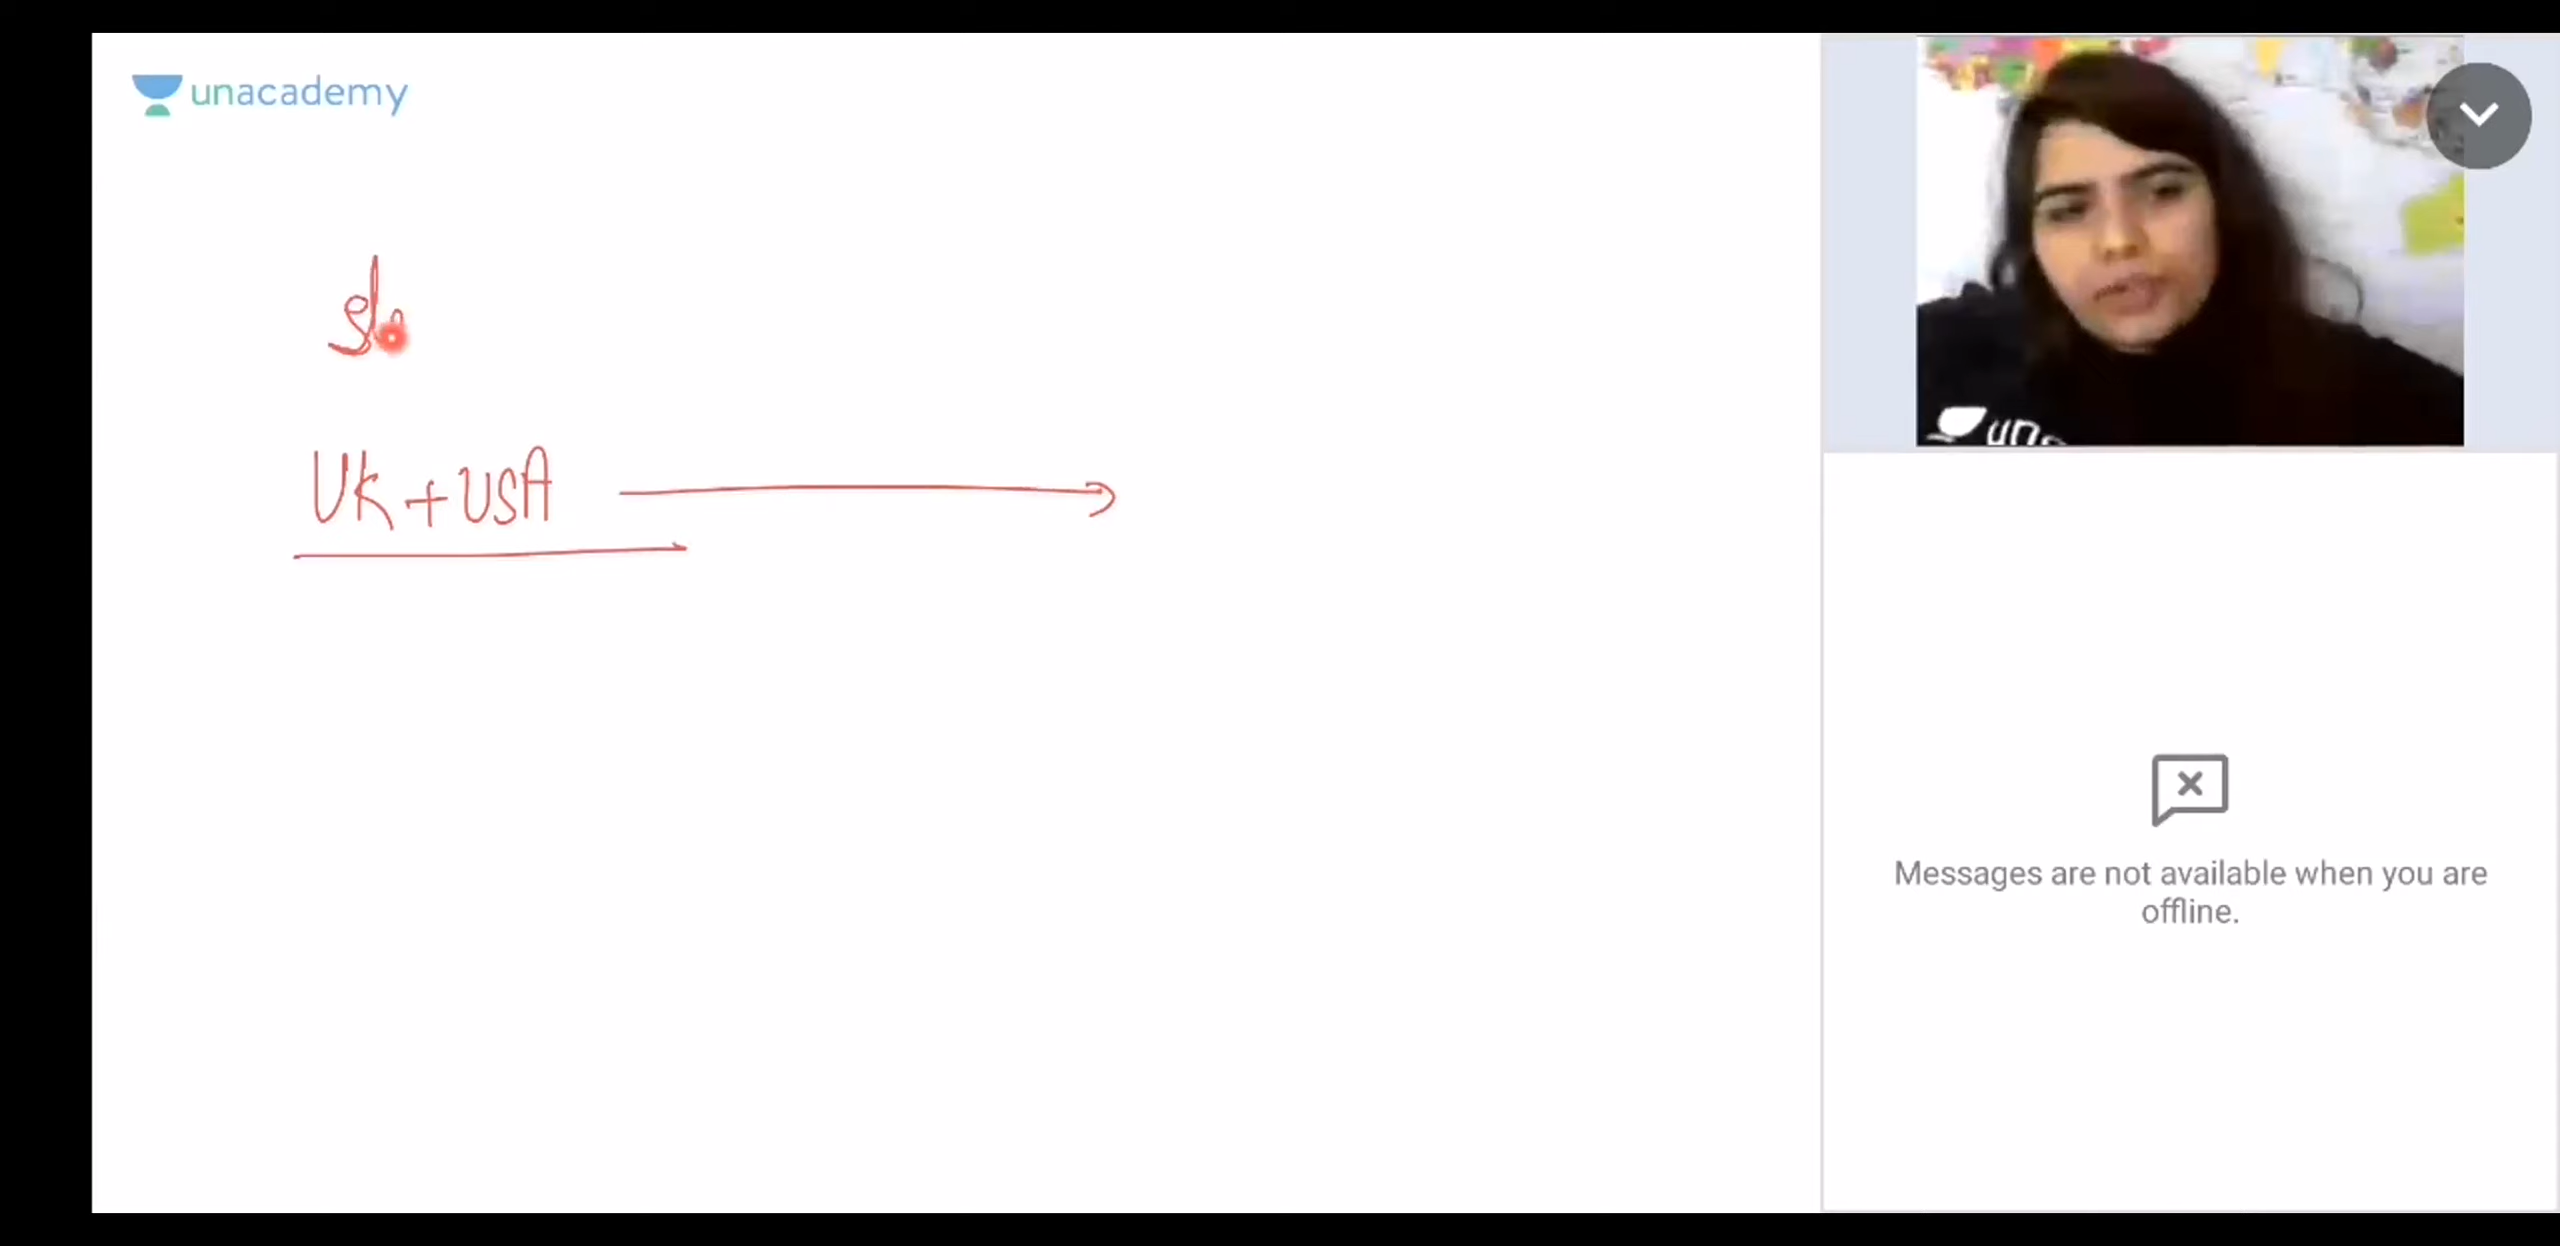 unacademy
UK + USA
Messages are not available when you are
offline.